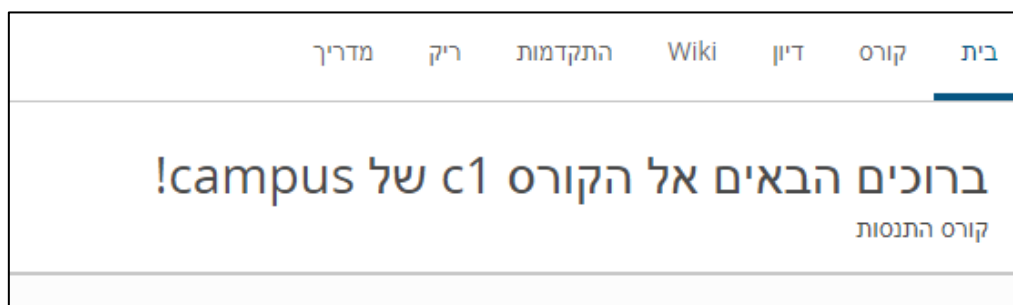 בית קורס דיון Wiki התקדמות ריק מדריך
ברוכים הבאים אל הקורס c1 של campus!
קורס התנסות